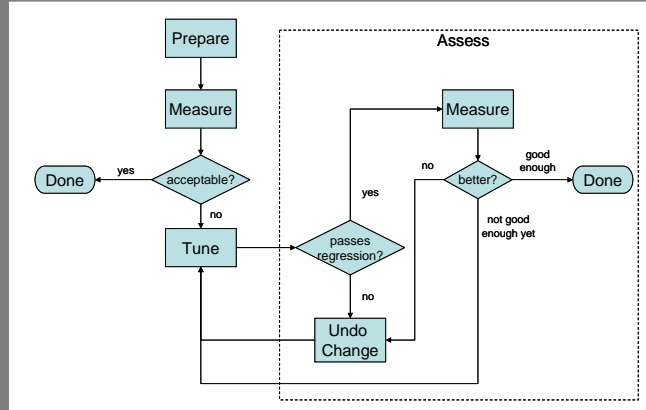 Prepare
Assess
Measure
Measure
Done
yes
acceptable?
no
better?
good
enough
Done
no
yes
not good
enough yet
Tune
passes
regression?
no
Undo
Change